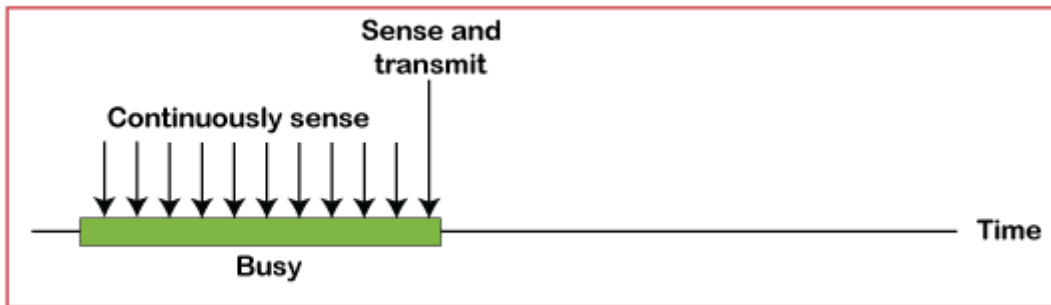 Sense and
transmit
Continuously sense
Time
Busy